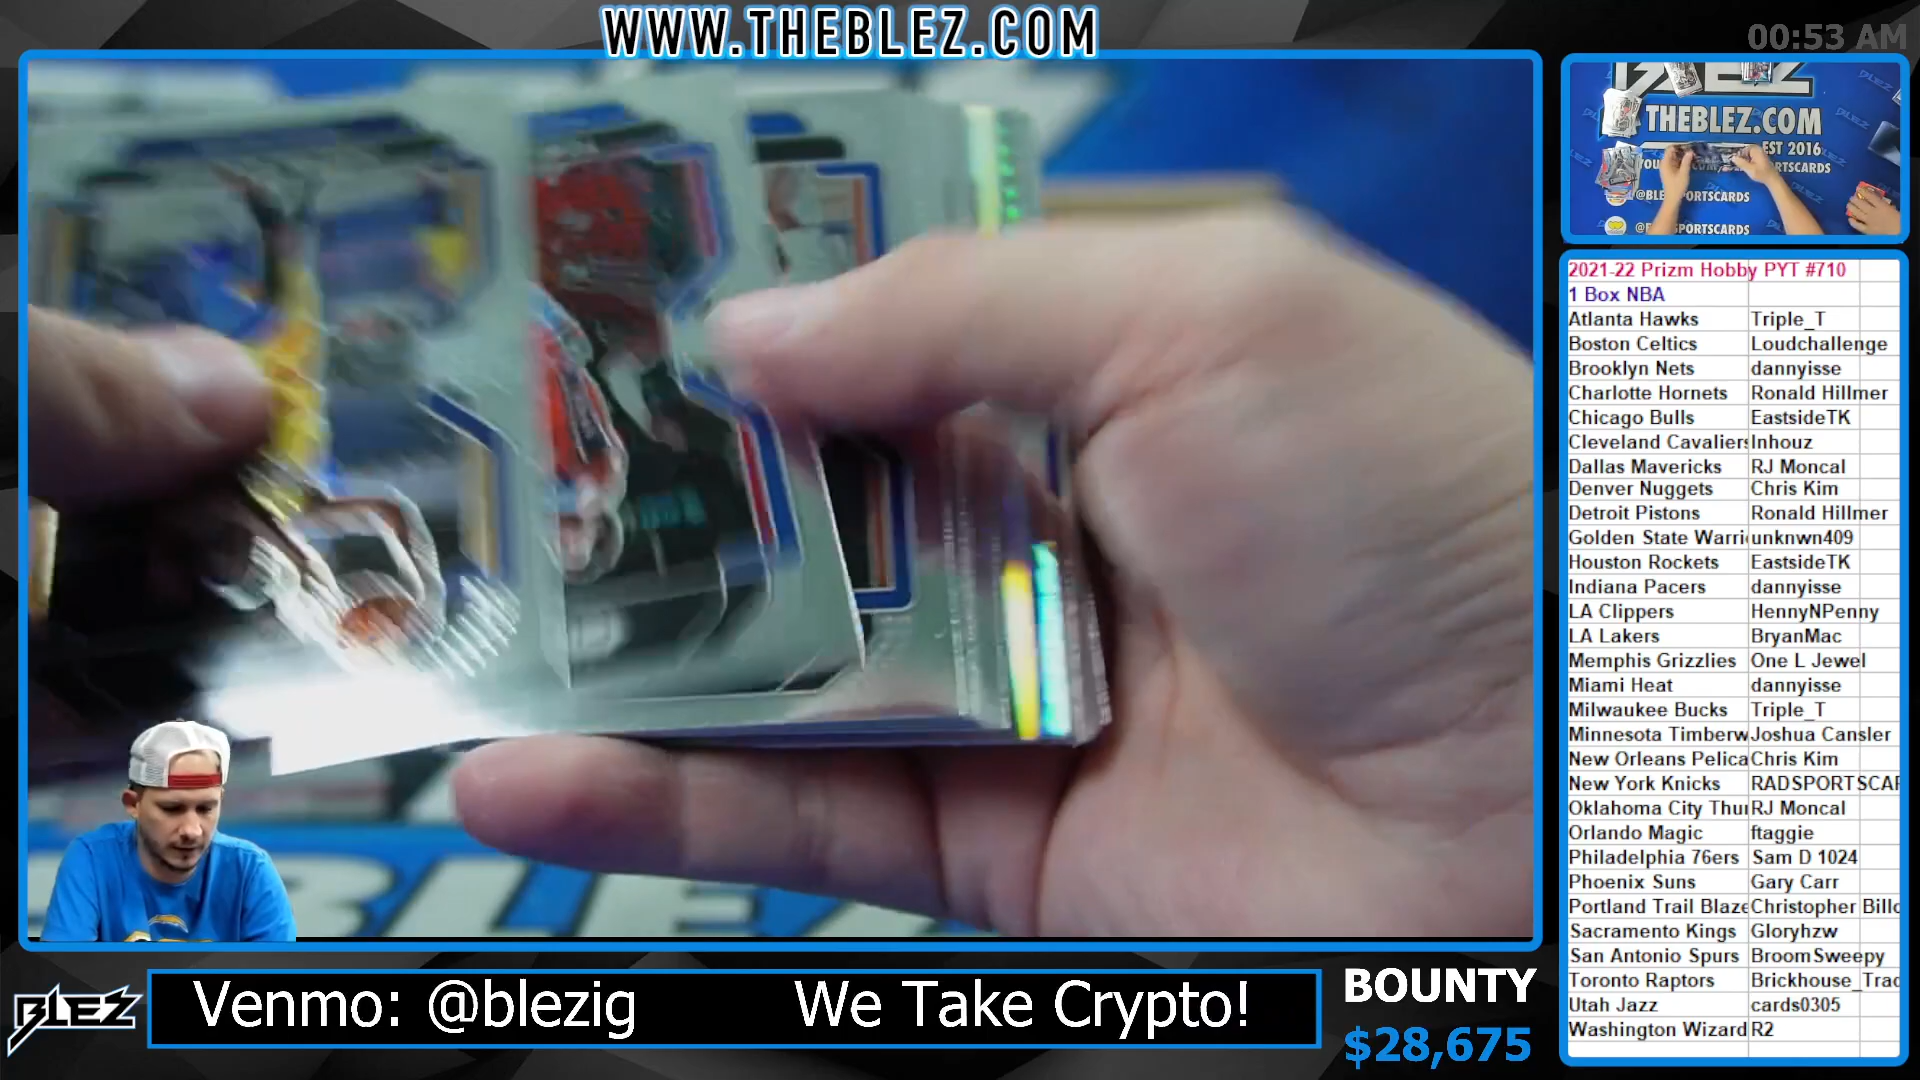 WWW.THEBLEZ.COM
00:53 AM
BLEZ
THEBLEZ.COM
EST 2016
@BLE PORTSCARDS
RTSCARDS
@B SPORTSCARDS
2021-22 Prizm Hobby PYT #710
1 Box NBA
Atlanta Hawks Triple_T
Boston Celtics Loudchallenge
Brooklyn Nets dannyisse
Charlotte Hornets Ronald Hillmer
Chicago Bulls EastsideTK
Cleveland Cavaliers Inhouz
Dallas Mavericks RJ Moncal
Denver Nuggets Chris Kim
Detroit Pistons Ronald Hillmer
Golden State Warri unknwn409
Houston Rockets EastsideTK
Indiana Pacers dannyisse
LA Clippers HennyNPenny
LA Lakers BryanMac
Memphis Grizzlies One L Jewel
Miami Heat dannyisse
Milwaukee Bucks Triple_T
Minnesota Timberw Joshua Cansler
New Orleans Pelica Chris Kim
New York Knicks RADSPORTSCAR
Oklahoma City Thu RJ Moncal
Orlando Magic ftaggie
Philadelphia 76ers Sam D 1024
Phoenix Suns Gary Carr
Portland Trail Blaze Christopher Billo
Sacramento Kings Gloryhzw
San Antonio Spurs BroomSweepy
Toronto Raptors Brickhouse_Trad
Utah Jazz cards0305
Washington Wizard R2
BLEZ
Venmo: @blezig We Take Crypto!
BOUNTY
$28,675